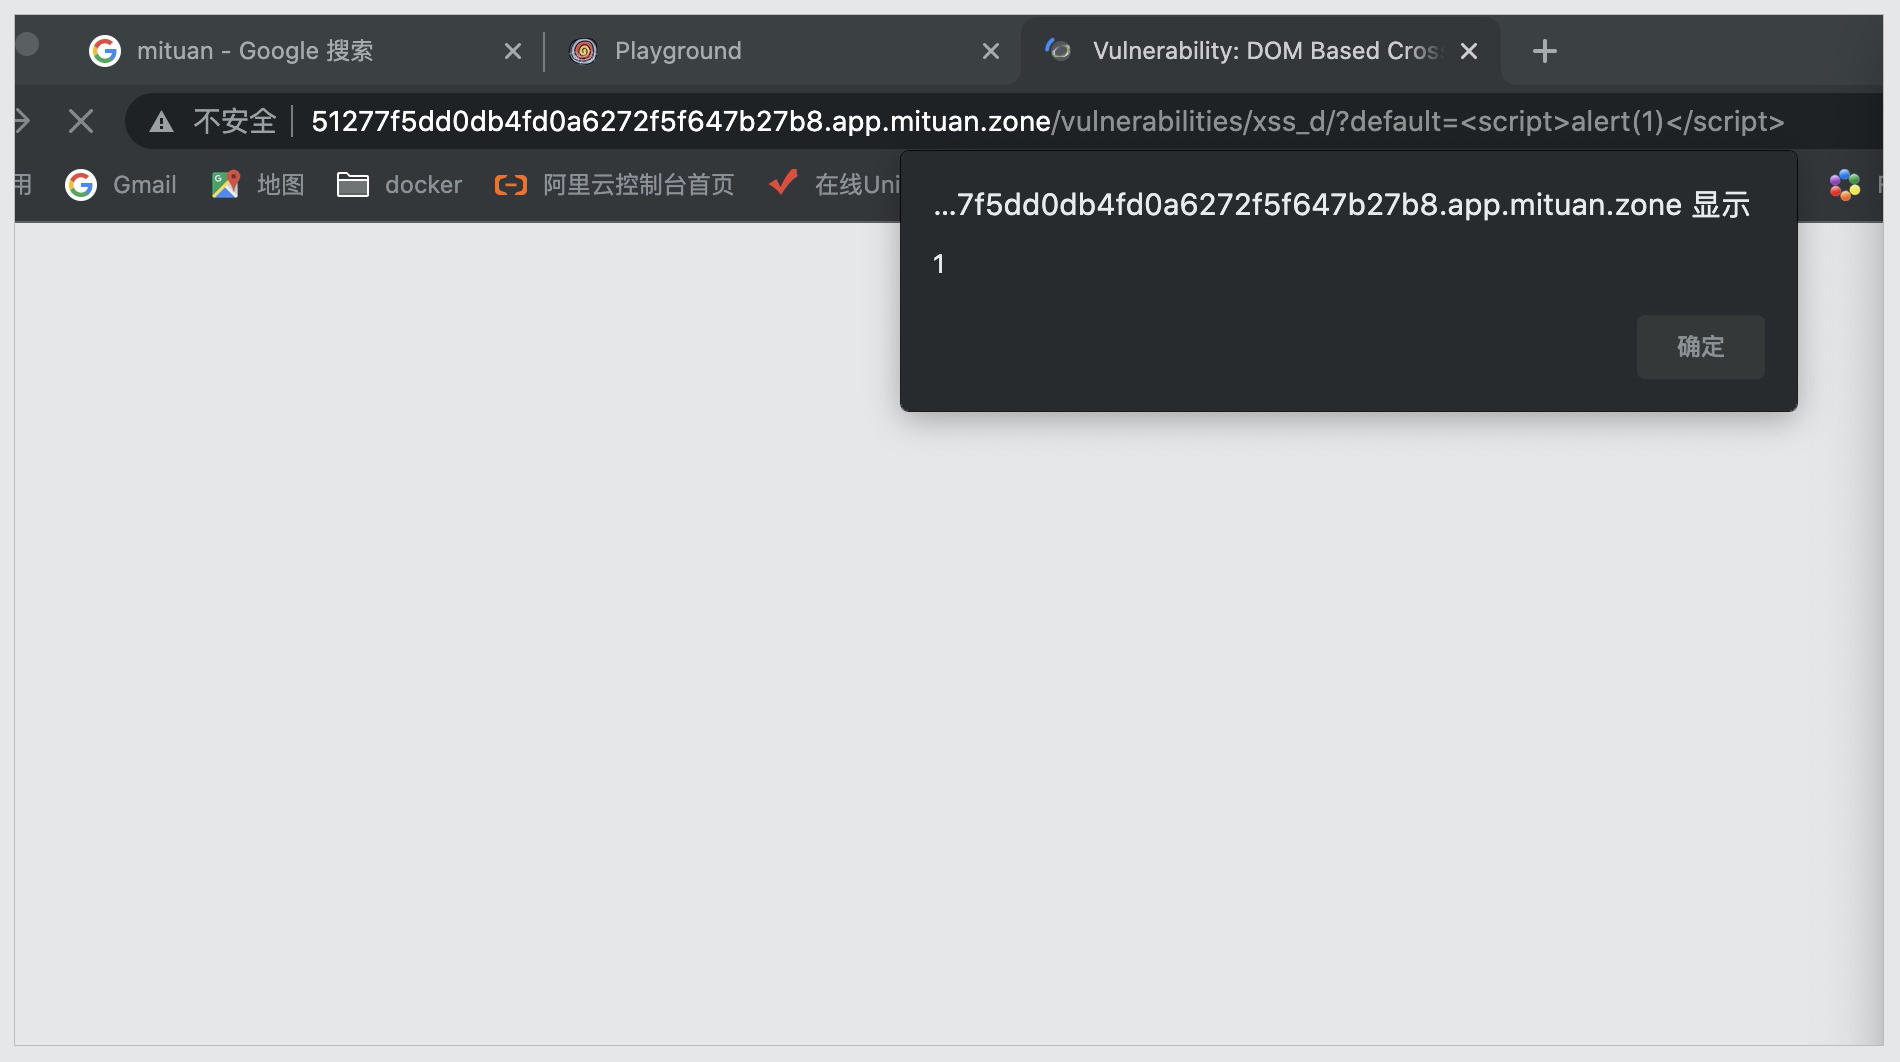 mituan - Google 搜索
Playground
Vulnerability: DOM Based Cros
不安全 51277f5dd0db4fd0a6272f5f647b27b8.app.mituan.zone/vulnerabilities/xss_d/?default=<script>alert(1)</script>
用 Gmail 地图 docker 阿里云控制台首页 在线Uni
...7f5dd0db4fd0a6272f5f647b27b8.app.mituan.zone 显示
1
确定